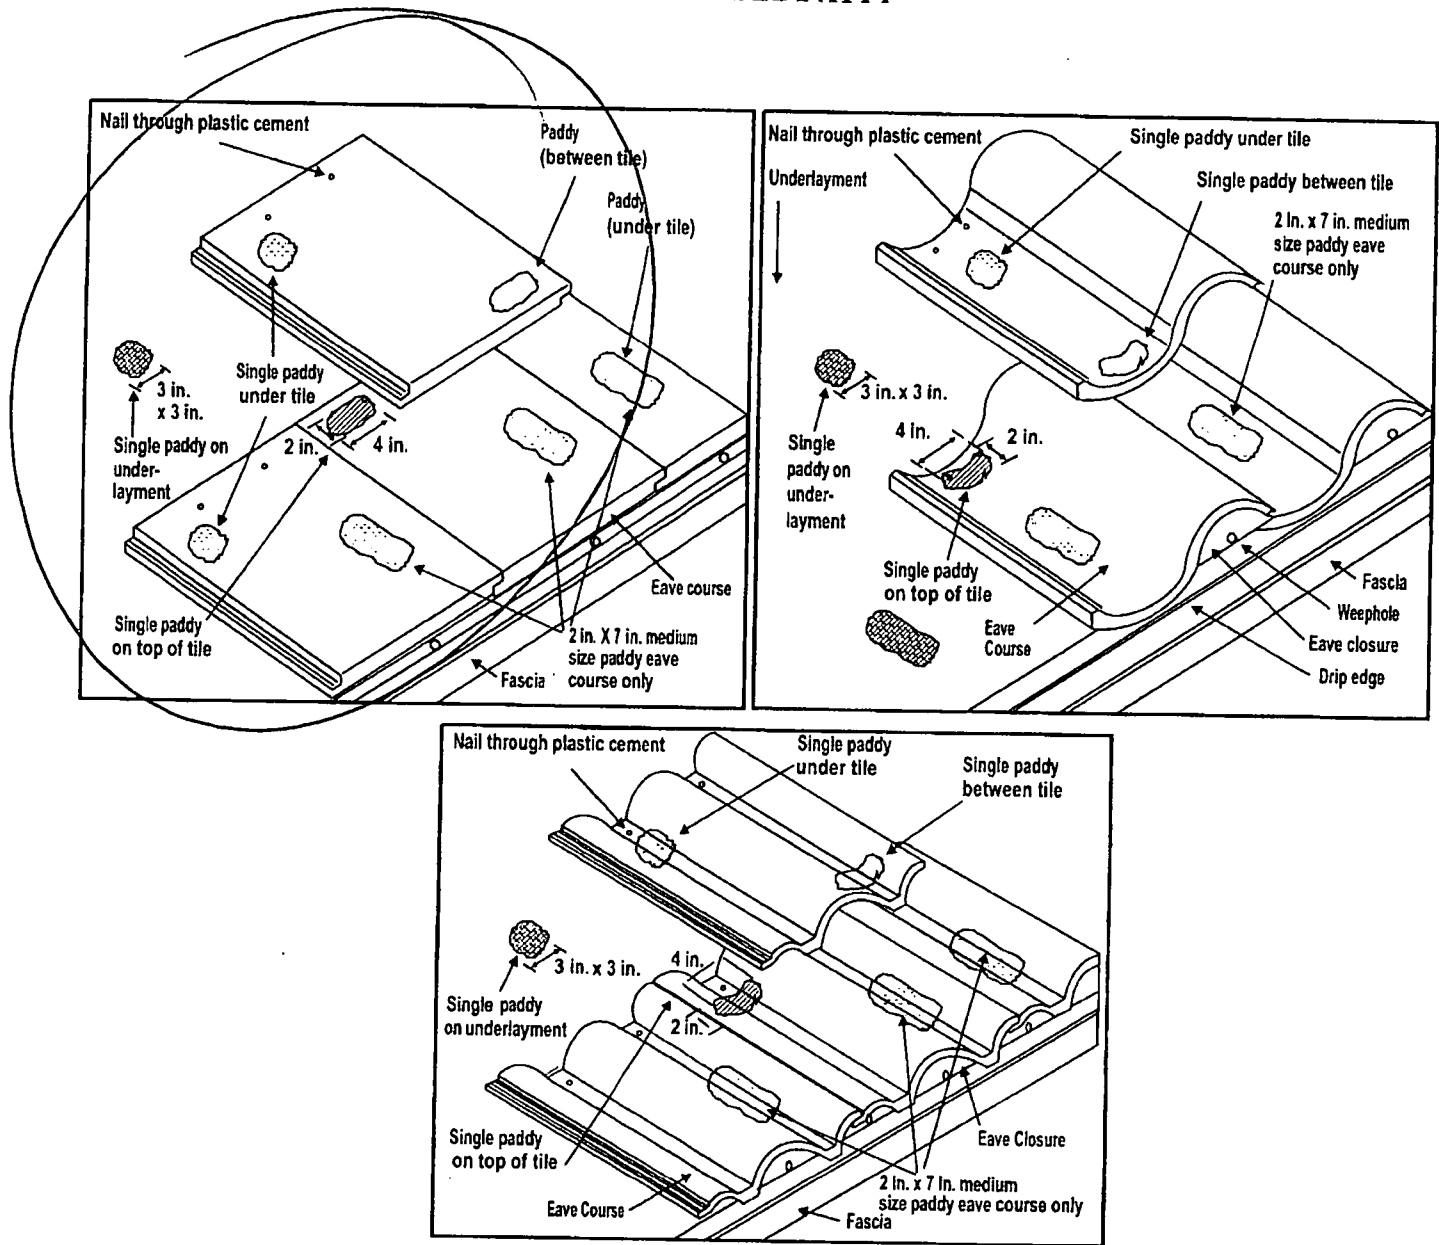 Nail through plastic cement
Paddy
(between tile)
Paddy
(under tile)
3 in.
x 3 in.
Single paddy
under tile
Single paddy on
under-
layment
2 in.
4 in.
Single paddy
on top of tile
Eave course
2 in. X 7 in. medium
size paddy eave
course only
Fascia
Nail through plastic cement
Single paddy under tile
Underlayment
Single paddy between tile
2 in. x 7 in. medium
size paddy eave
course only
3 in. x 3 in.
4 in.
2 in.
Single
paddy on
under-
layment
Single paddy
on top of tile
Eave
Course
Fascia
Weephole
Eave closure
Drip edge
Nail through plastic cement
Single paddy
under tile
Single paddy
between tile
3 in. x 3 in.
4 in.
Single paddy
on underlayment
2 in.
Single paddy
on top of tile
Eave Closure
2 in. x 7 in. medium
size paddy eave course only
Eave Course
Fascia